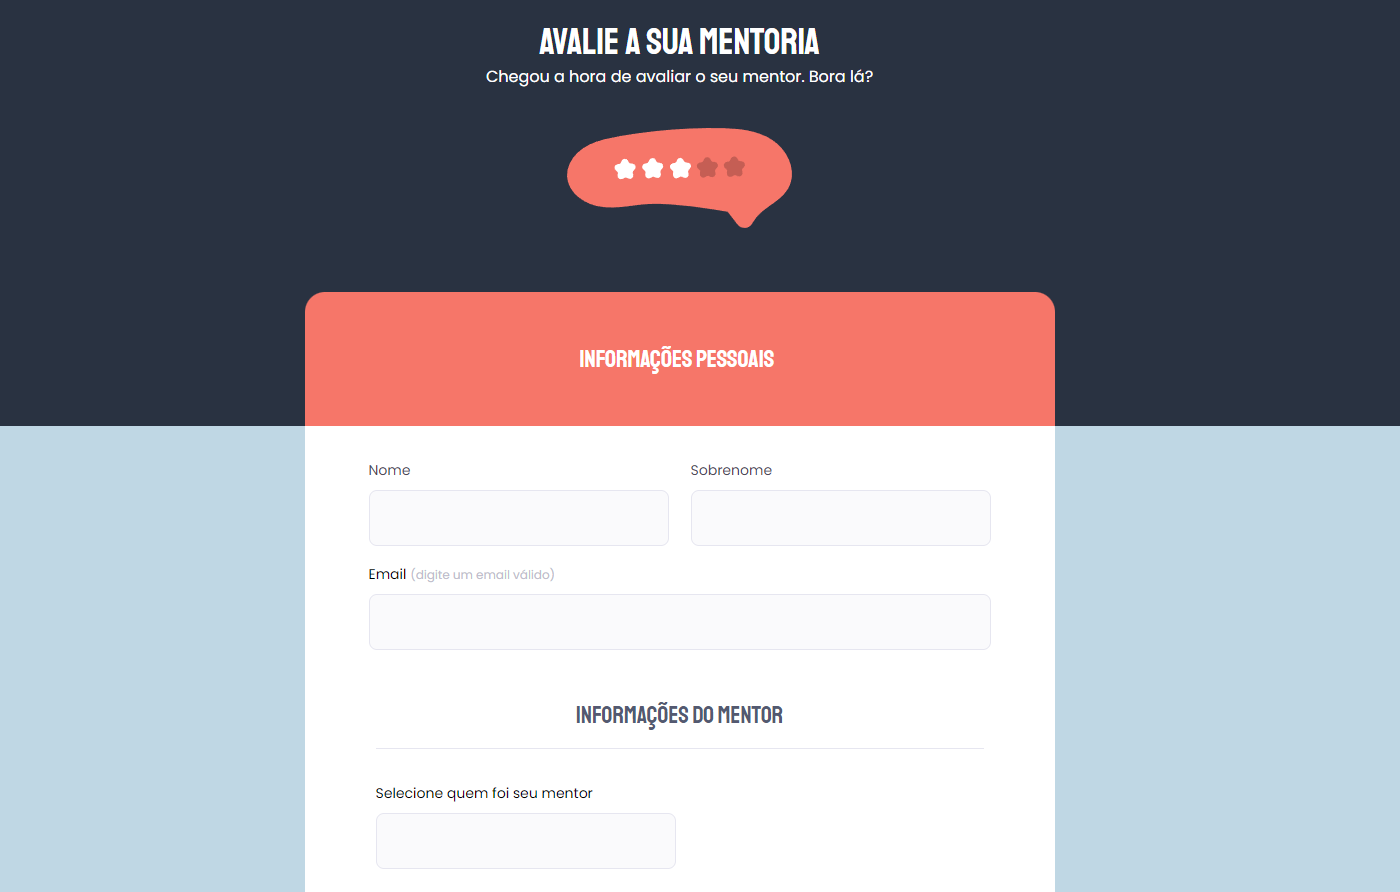 AVALIE A SUA MENTORIA
Chegou a hora de avaliar o seu mentor. Bora lá?
INFORMAÇÕES PESSOAIS
Nome
Sobrenome
Email (digite um email válido)
INFORMAÇÕES DO MENTOR
Selecione quem foi seu mentor